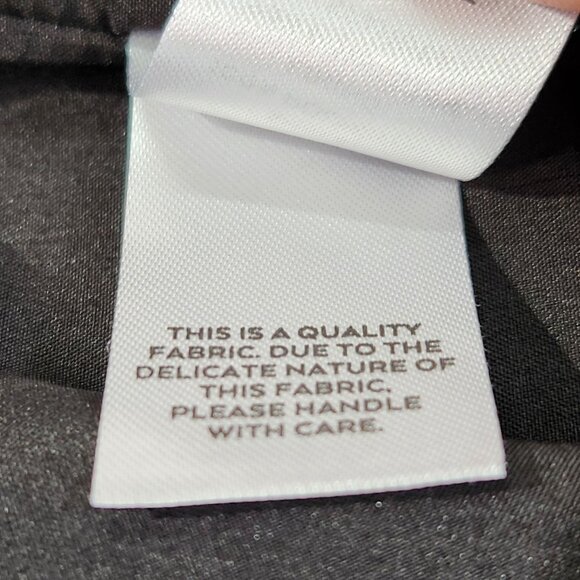 THIS IS A QUALITY
FABRIC. DUE TO THE
DELICATE NATURE OF
THIS FABRIC.
PLEASE HANDLE
WITH CARE.